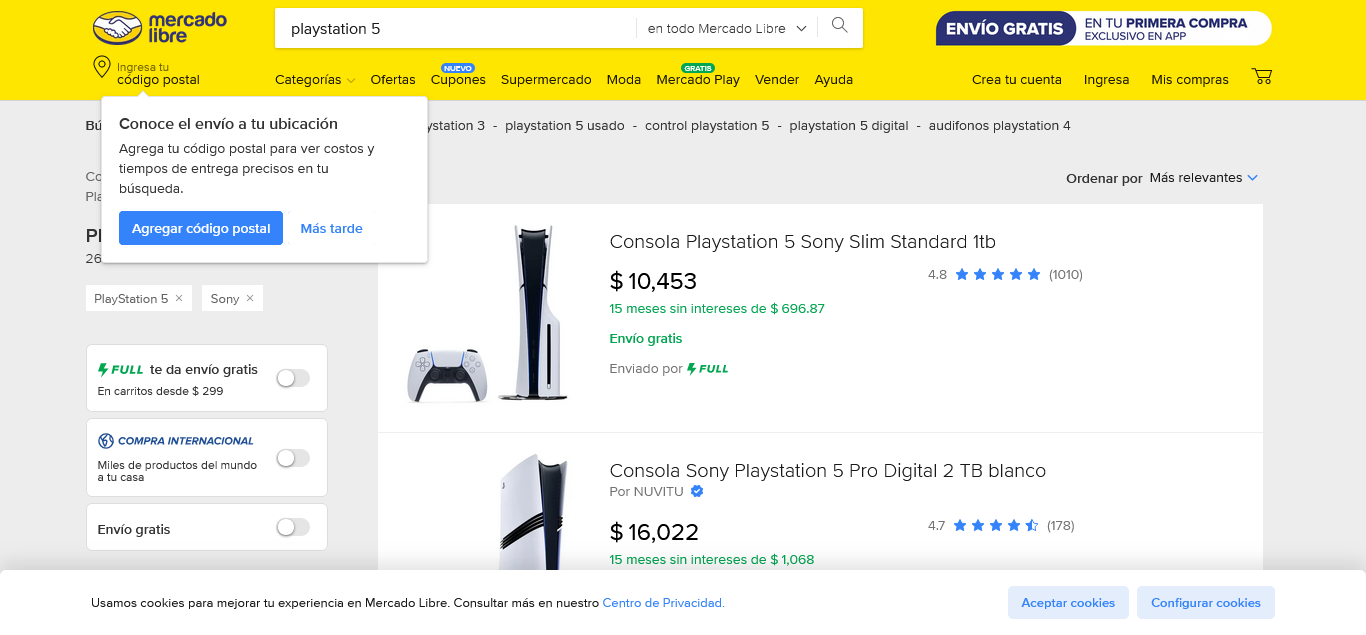 mercado
libre
playstation 5
en todo Mercado Libre
ENVÍO GRATIS
EN TU PRIMERA COMPRA
EXCLUSIVO EN APP
Ingresa tu
código postal
Categorías
Ofertas
NUEVO
Cupones
Supermercado
Moda
GRATIS
Mercado Play
Vender
Ayuda
Crea tu cuenta
Ingresa
Mis compras
Conoce el envío a tu ubicación
Agrega tu código postal para ver costos y
tiempos de entrega precisos en tu
búsqueda.
Agregar código postal
Más tarde
Bú
ystation 3 - playstation 5 usado - control playstation 5 - playstation 5 digital - audifonos playstation 4
Co
Pla
Pl
26
Ordenar por Más relevantes
PlayStation 5
Sony
FULL te da envío gratis
En carritos desde $ 299
COMPRA INTERNACIONAL
Miles de productos del mundo
a tu casa
Envío gratis
Consola Playstation 5 Sony Slim Standard 1tb
$ 10,453
15 meses sin intereses de $ 696.87
Envío gratis
Enviado por FULL
4.8 (1010)
Consola Sony Playstation 5 Pro Digital 2 TB blanco
Por NUVITU
$ 16,022
15 meses sin intereses de $ 1,068
4.7 (178)
Usamos cookies para mejorar tu experiencia en Mercado Libre. Consultar más en nuestro Centro de Privacidad.
Aceptar cookies
Configurar cookies